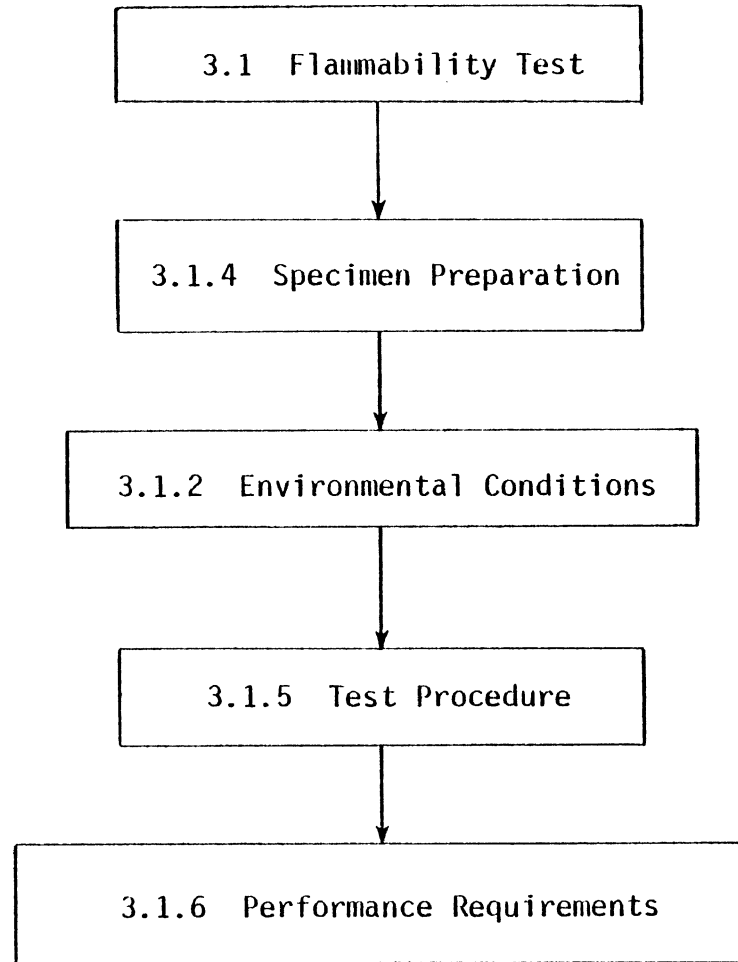 3.1 Flammability Test
3.1.4 Specimen Preparation
3.1.2 Environmental Conditions
3.1.5 Test Procedure
3.1.6 Performance Requirements